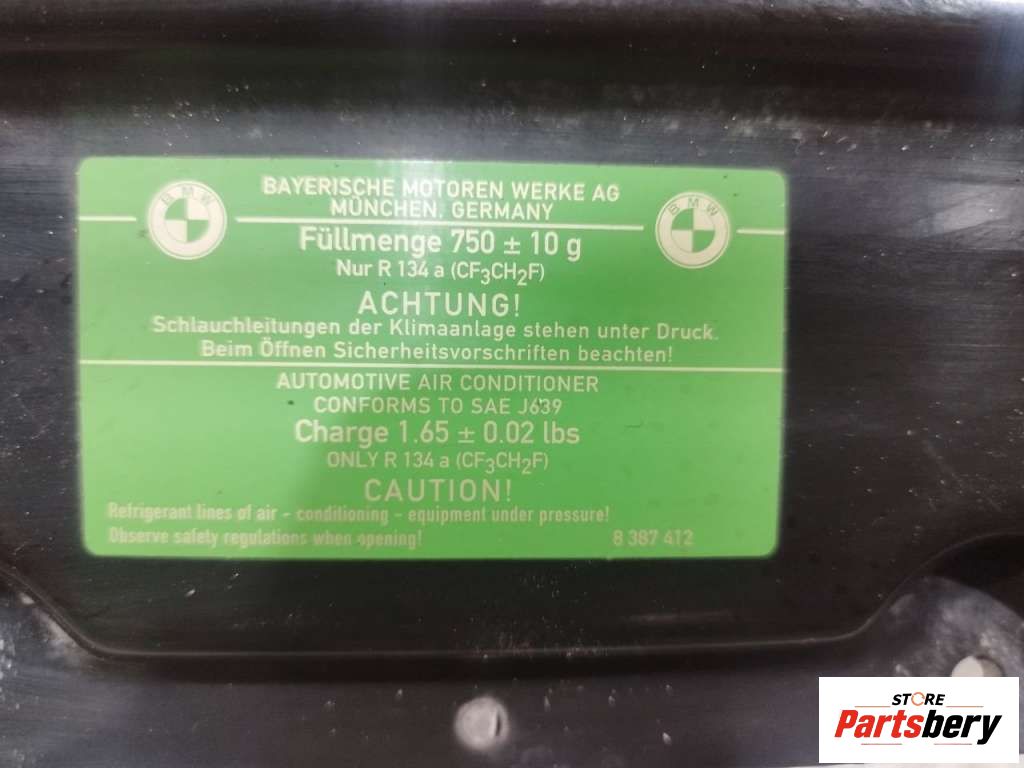 BAYERISCHE MOTOREN WERKE AG
MÜNCHEN, GERMANY
BMW
BMW
Füllmenge 750 ± 10 g
Nur R 134 a (CF₃CH₂F)
ACHTUNG!
Schlauchleitungen der Klimaanlage stehen unter Druck.
Beim Öffnen Sicherheitsvorschriften beachten!
AUTOMOTIVE AIR CONDITIONER
CONFORMS TO SAE J639
Charge 1.65 ± 0.02 lbs
ONLY R 134 a (CF₃CH₂F)
CAUTION!
Refrigerant lines of air - conditioning - equipment under pressure!
Observe safety regulations when opening!
8 387 412
STORE
Partsbery